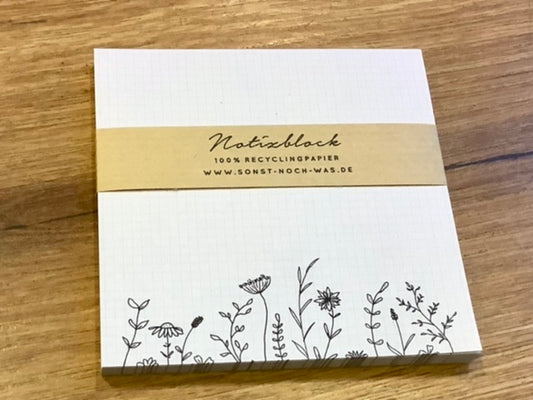 Notizblock
100% RECYCLINGPAPIER
WWW.SONST-NOCH-WAS.DE